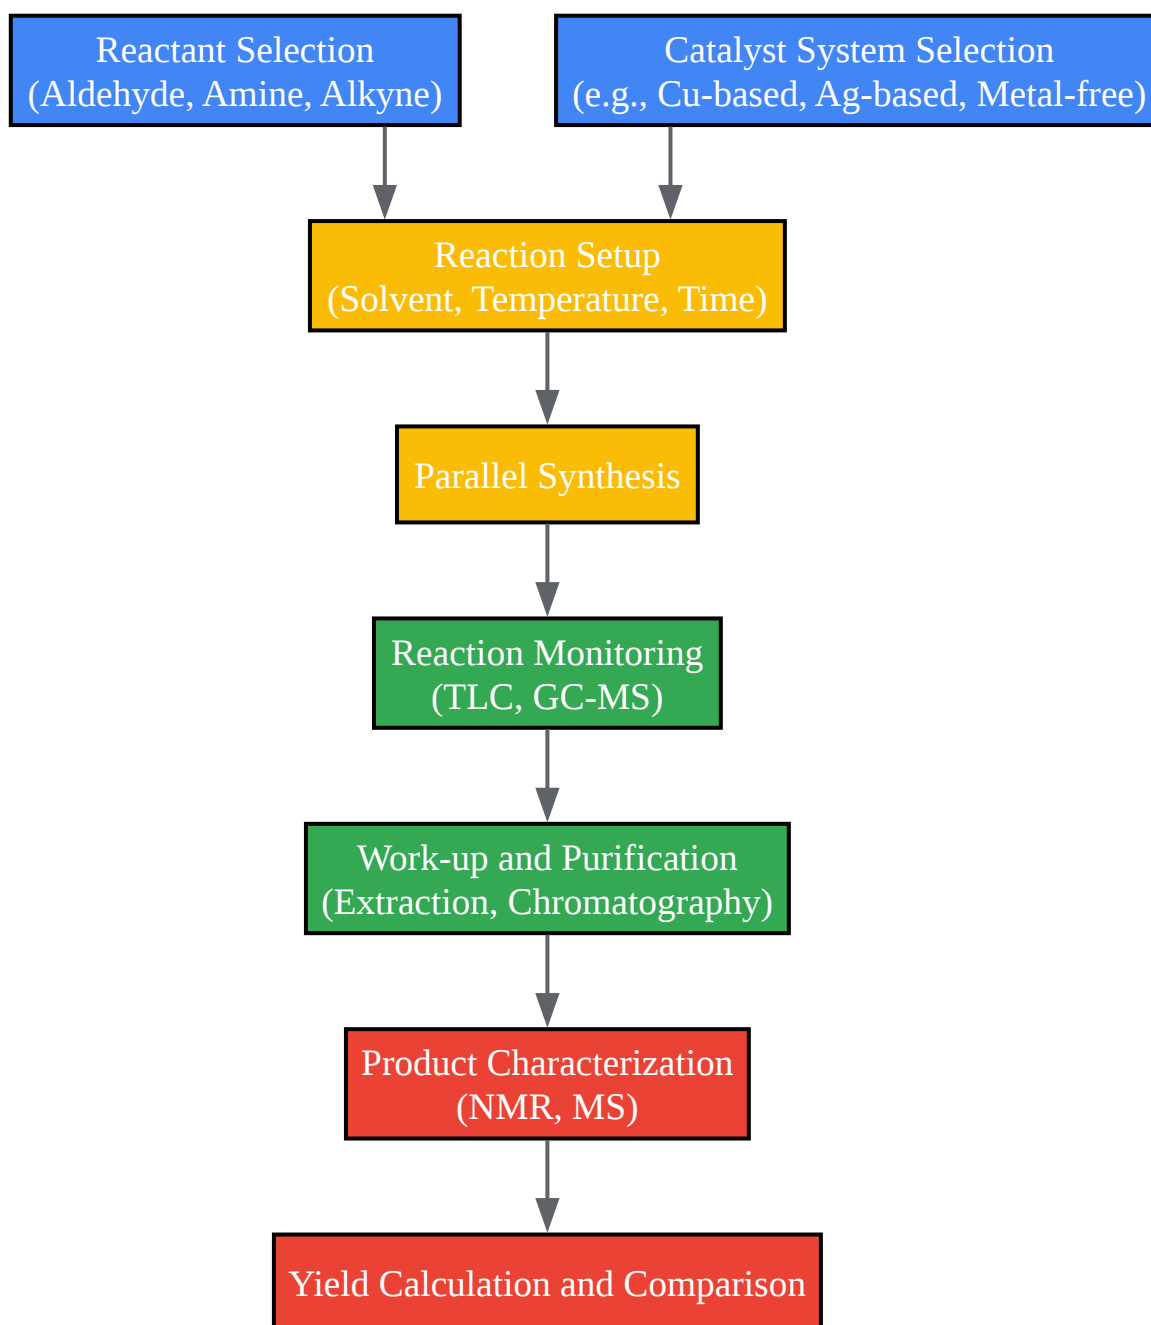 Reactant Selection
(Aldehyde, Amine, Alkyne)
Catalyst System Selection
(e.g., Cu-based, Ag-based, Metal-free)
Reaction Setup
(Solvent, Temperature, Time)
Parallel Synthesis
Reaction Monitoring
(TLC, GC-MS)
Work-up and Purification
(Extraction, Chromatography)
Product Characterization
(NMR, MS)
Yield Calculation and Comparison